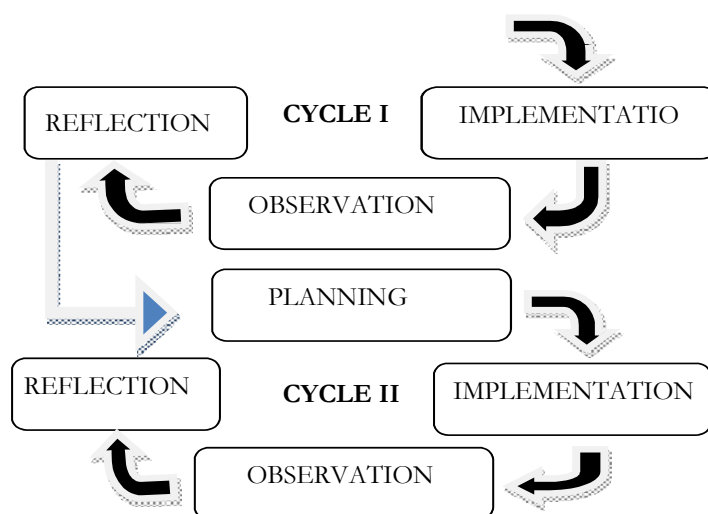 REFLECTION
CYCLE I
IMPLEMENTATIO
OBSERVATION
PLANNING
REFLECTION
CYCLE II
IMPLEMENTATION
OBSERVATION